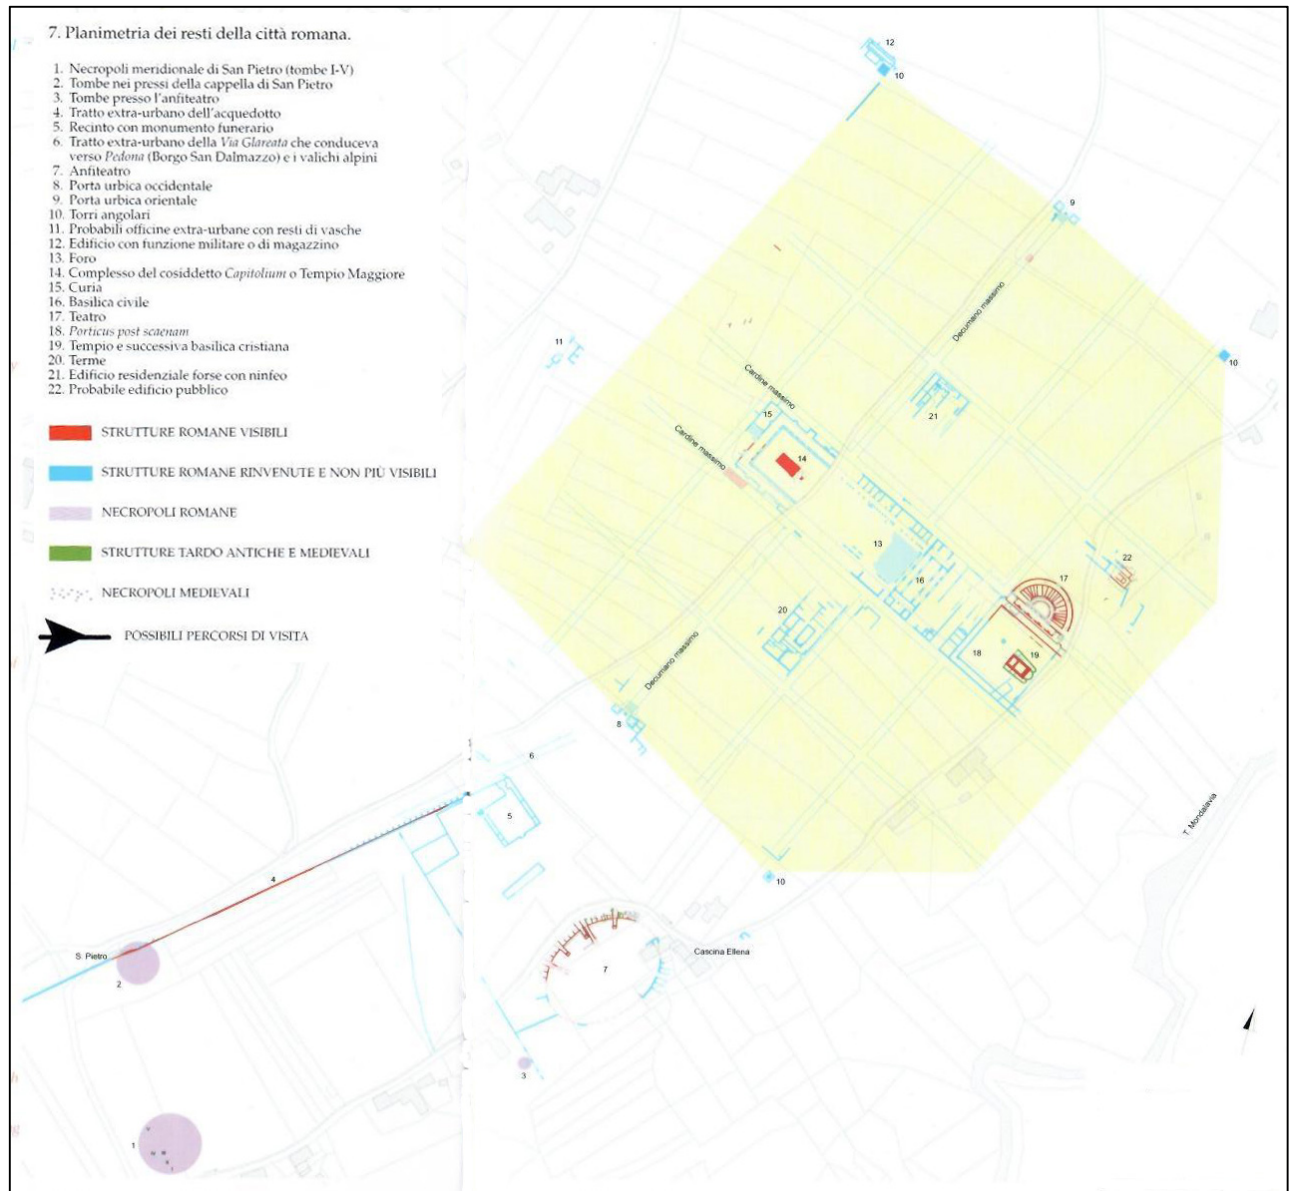 7. Planimetria dei resti della città romana.
1. Necropoli meridionale di San Pietro (tombe I-V)
2. Tombe nei pressi della cappella di San Pietro
3. Tombe presso l'anfiteatro
4. Tratto extra-urbano dell'acquedotto
5. Recinto con monumento funerario
6. Tratto extra-urbano della Via Glareata che conduceva
verso Pedona (Borgo San Dalmazzo) e i valichi alpini
7. Anfiteatro
8. Porta urbica occidentale
9. Porta urbica orientale
10. Torri angolari
11. Probabili officine extra-urbane con resti di vasche
12. Edificio con funzione militare o di magazzino
13. Foro
14. Complesso del cosiddetto Capitolium o Tempio Maggiore
15. Curia
16. Basilica civile
17. Teatro
18. Porticus post scaenam
19. Tempio e successiva basilica cristiana
20. Terme
21. Edificio residenziale forse con ninfeo
22. Probabile edificio pubblico
STRUTTURE ROMANE VISIBILI
STRUTTURE ROMANE RINVENUTE E NON PIÙ VISIBILI
NECROPOLI ROMANE
STRUTTURE TARDO ANTICHE E MEDIEVALI
NECROPOLI MEDIEVALI
POSSIBILI PERCORSI DI VISITA
12
10
9
Decumano massimo
11
10
Cardine massimo
15
21
Cardine massimo
14
13
22
16
17
20
18
19
Decumano massimo
8
6
5
T. Mondalavia
4
10
S. Pietro
Cascina Ellena
2
7
3
1